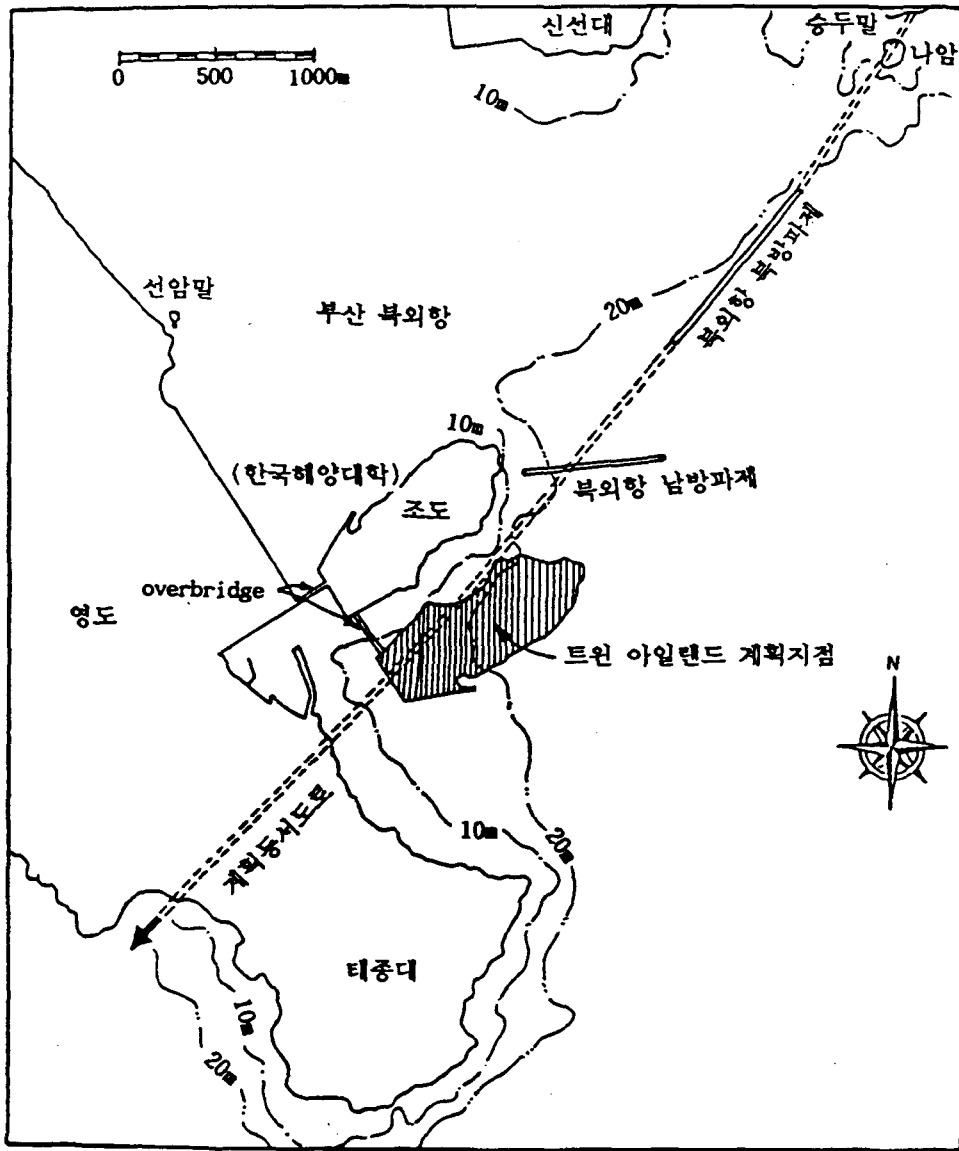 신선대
승두말
나암
0 500 1000m
10m
북외항 북방파제
선암말
부산 북외항
20m
10m
(한국해양대학)
조도
북외항 남방파제
overbridge
영도
트윈 아일랜드 계획지점
N
계획동서도로
10m
20m
태종대
10m
20m